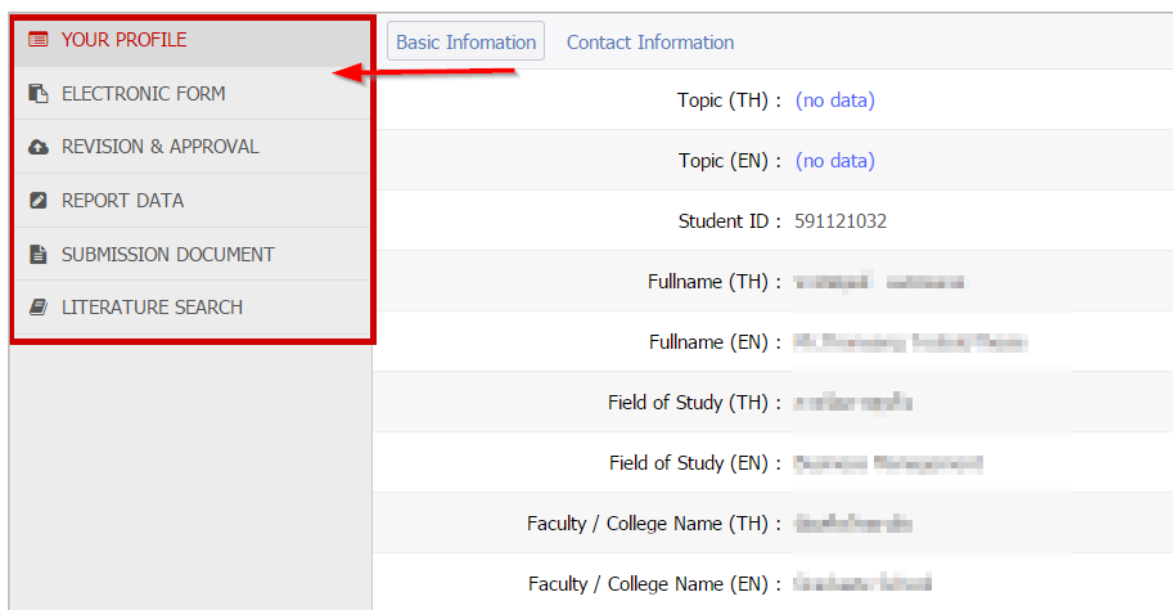 YOUR PROFILE
ELECTRONIC FORM
REVISION & APPROVAL
REPORT DATA
SUBMISSION DOCUMENT
LITERATURE SEARCH
Basic Infomation Contact Information
Topic (TH) : (no data)
Topic (EN) : (no data)
Student ID : 591121032
Fullname (TH) :
Fullname (EN) :
Field of Study (TH) :
Field of Study (EN) :
Faculty / College Name (TH) :
Faculty / College Name (EN) :